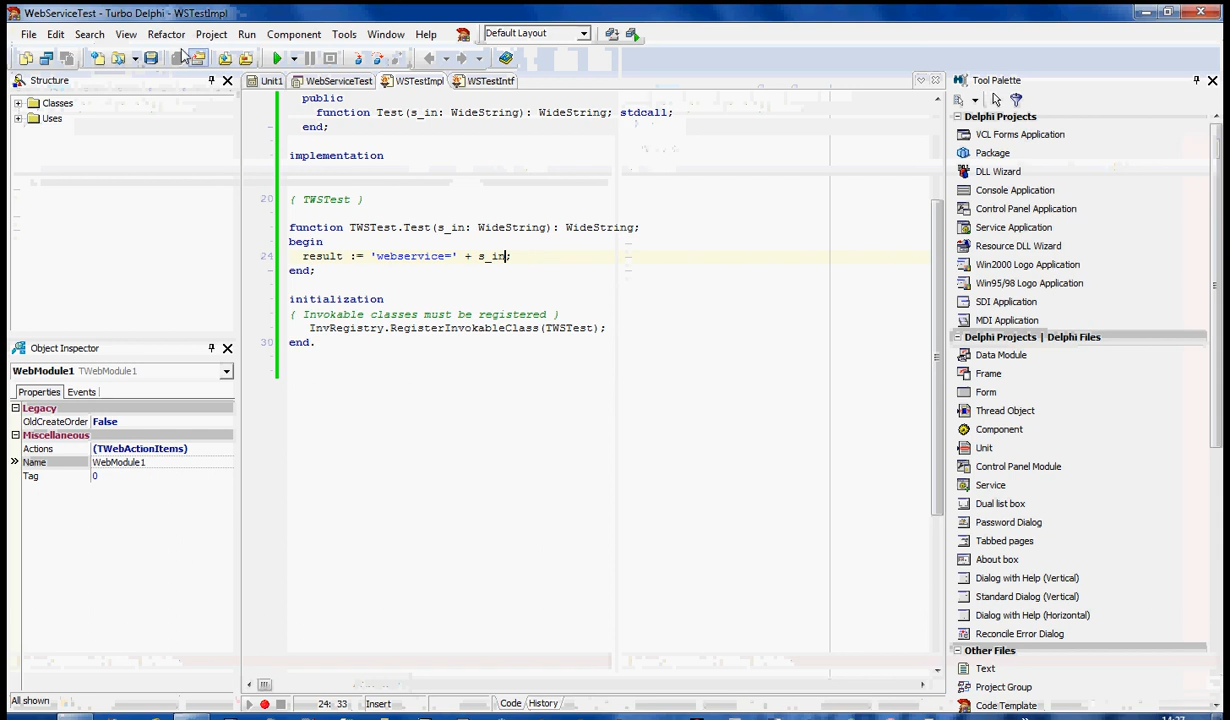 WebServiceTest - Turbo Delphi - WSTestImpl
File Edit Search View Refactor Project Run Component Tools Window Help Default Layout
Structure
Classes
Uses
Unit1 WebServiceTest WSTestImpl WSTestIntf
public
function Test(s_in: WideString): WideString; stdcall;
end;
implementation
20 { TWSTest }
function TWSTest.Test(s_in: WideString): WideString;
begin
24 result := 'webservice=' + s_in;
end;
initialization
{ Invokable classes must be registered }
InvRegistry.RegisterInvokableClass(TWSTest);
30 end.
Object Inspector
WebModule1 TWebModule1
Properties Events
Legacy
OldCreateOrder False
Miscellaneous
Actions (TWebActionItems)
Name WebModule1
Tag 0
All shown
24: 33 Insert Code History
Tool Palette
Delphi Projects
VCL Forms Application
Package
DLL Wizard
Console Application
Control Panel Application
Service Application
Resource DLL Wizard
Win2000 Logo Application
Win95/98 Logo Application
SDI Application
MDI Application
Delphi Projects | Delphi Files
Data Module
Frame
Form
Thread Object
Component
Unit
Control Panel Module
Service
Dual list box
Password Dialog
Tabbed pages
About box
Dialog with Help (Vertical)
Standard Dialog (Vertical)
Dialog with Help (Horizontal)
Reconcile Error Dialog
Other Files
Text
Project Group
Code Template